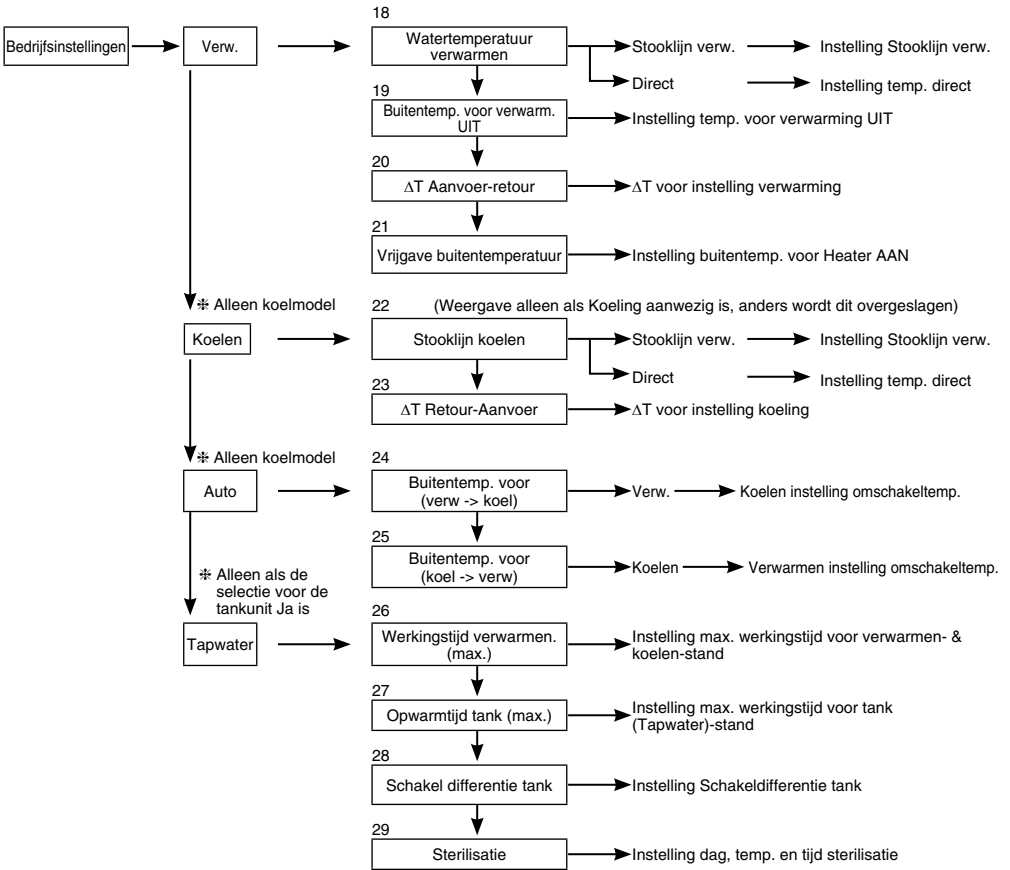 18
Bedrijfsinstellingen
Verw.
Watertemperatuur
verwarmen
Stooklijn verw.
Instelling Stooklijn verw.
Direct
Instelling temp. direct
19
Buitentemp. voor verwarm.
UIT
Instelling temp. voor verwarming UIT
20
ΔT Aanvoer-retour
ΔT voor instelling verwarming
21
Vrijgave buitentemperatuur
Instelling buitentemp. voor Heater AAN
❉ Alleen koelmodel
22
(Weergave alleen als Koeling aanwezig is, anders wordt dit overgeslagen)
Koelen
Stooklijn koelen
Stooklijn verw.
Instelling Stooklijn verw.
Direct
Instelling temp. direct
23
ΔT Retour-Aanvoer
ΔT voor instelling koeling
❉ Alleen koelmodel
24
Auto
Buitentemp. voor
(verw -> koel)
Verw.
Koelen instelling omschakeltemp.
25
Buitentemp. voor
(koel -> verw)
Koelen
Verwarmen instelling omschakeltemp.
❉ Alleen als de
selectie voor de
tankunit Ja is
26
Tapwater
Werkingstijd verwarmen.
(max.)
Instelling max. werkingstijd voor verwarmen- &
koelen-stand
27
Opwarmtijd tank (max.)
Instelling max. werkingstijd voor tank
(Tapwater)-stand
28
Schakel differentie tank
Instelling Schakeldifferentie tank
29
Sterilisatie
Instelling dag, temp. en tijd sterilisatie